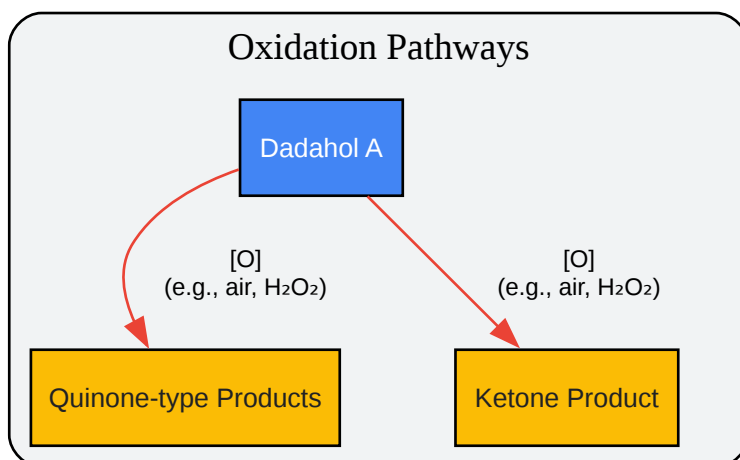 Oxidation Pathways
Dadahol A
[O]
(e.g., air, H₂O₂)
[O]
(e.g., air, H₂O₂)
Quinone-type Products
Ketone Product